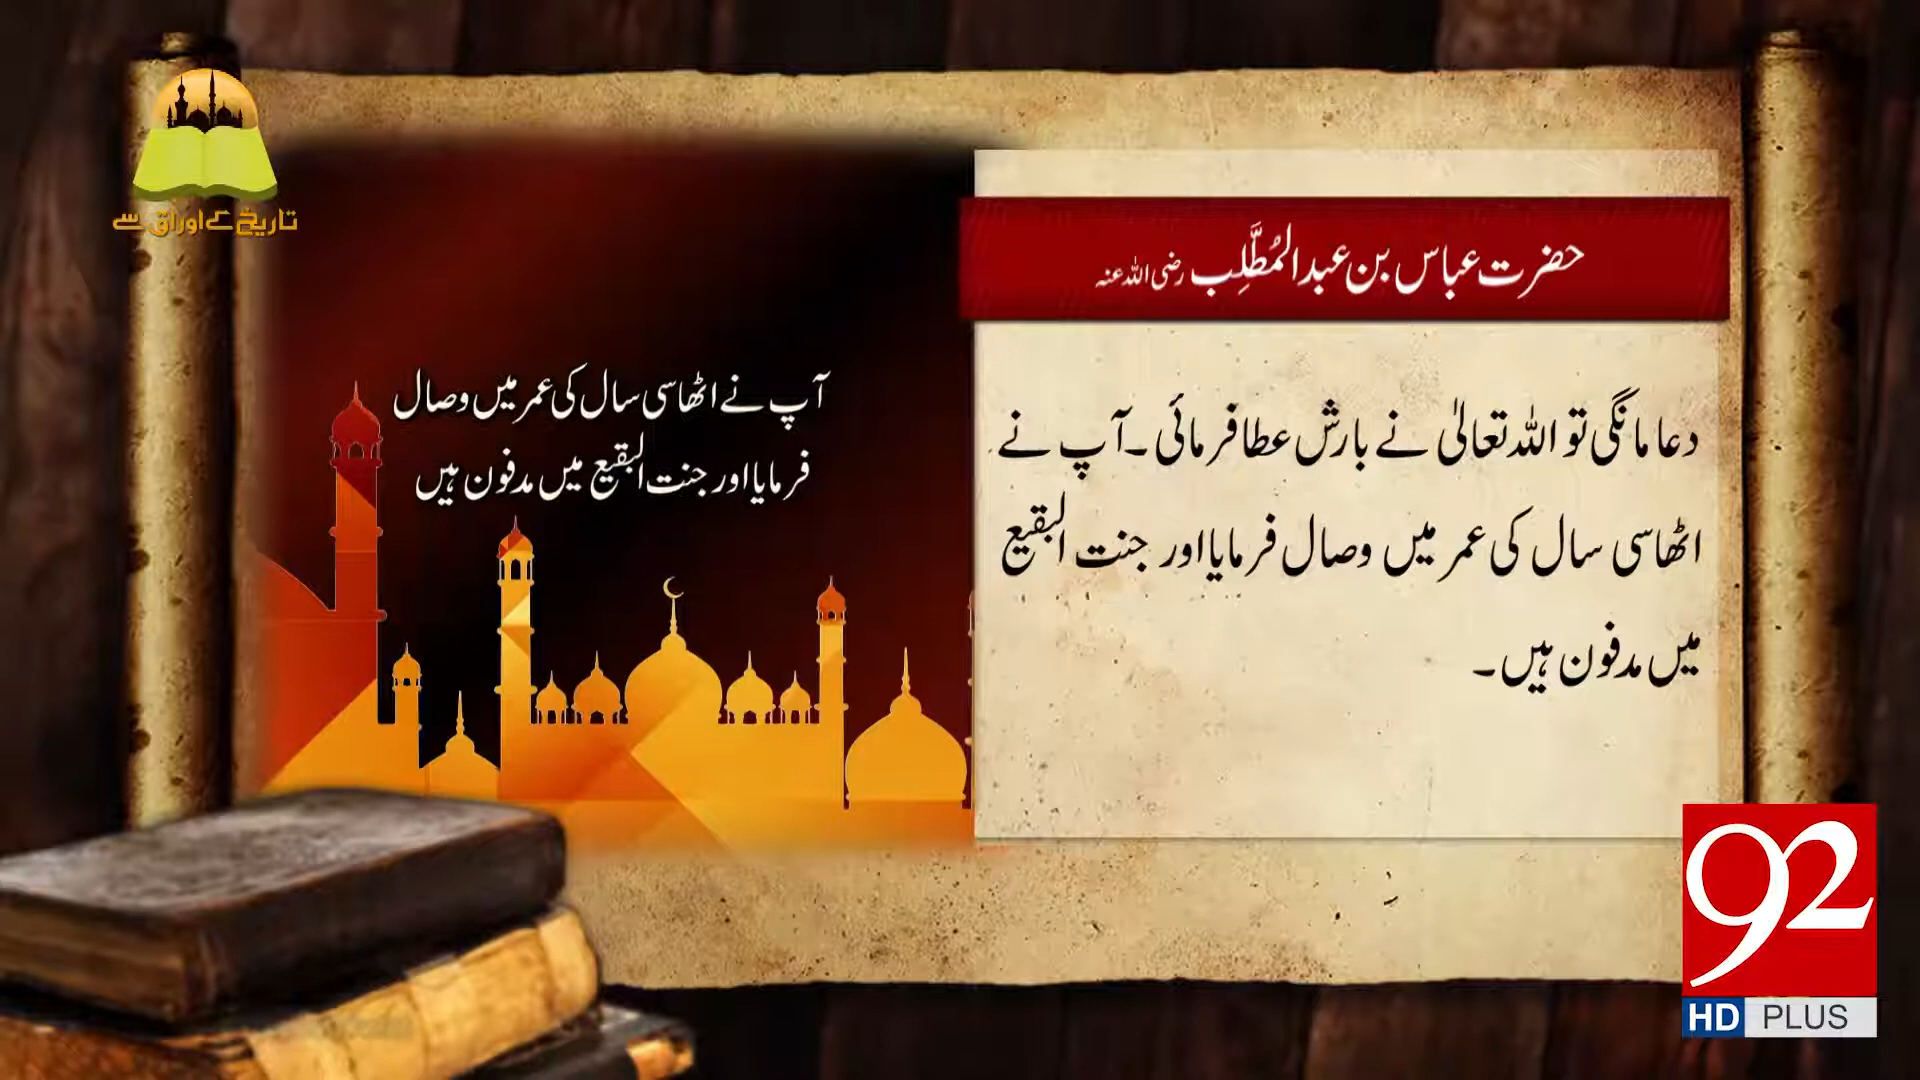 تاریخ کے اوراق سے
حضرت عباس بن عبدالمُطَّلِب رضی اللہ عنہ
دعا مانگی تو اللہ تعالیٰ نے بارش عطا فرمائی۔ آپ نے
اٹھاسی سال کی عمر میں وصال فرمایا اور جنت البقیع
میں مدفون ہیں۔
آپ نے اٹھاسی سال کی عمر میں وصال
فرمایا اور جنت البقیع میں مدفون ہیں
92
HD PLUS